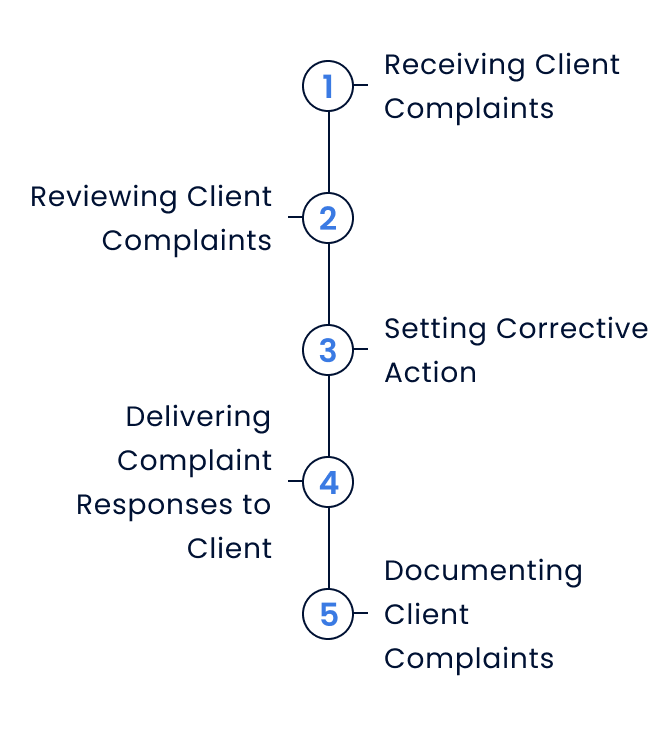 1
Receiving Client
Complaints
2
Reviewing Client
Complaints
3
Setting Corrective
Action
4
Delivering
Complaint
Responses to
Client
5
Documenting
Client
Complaints